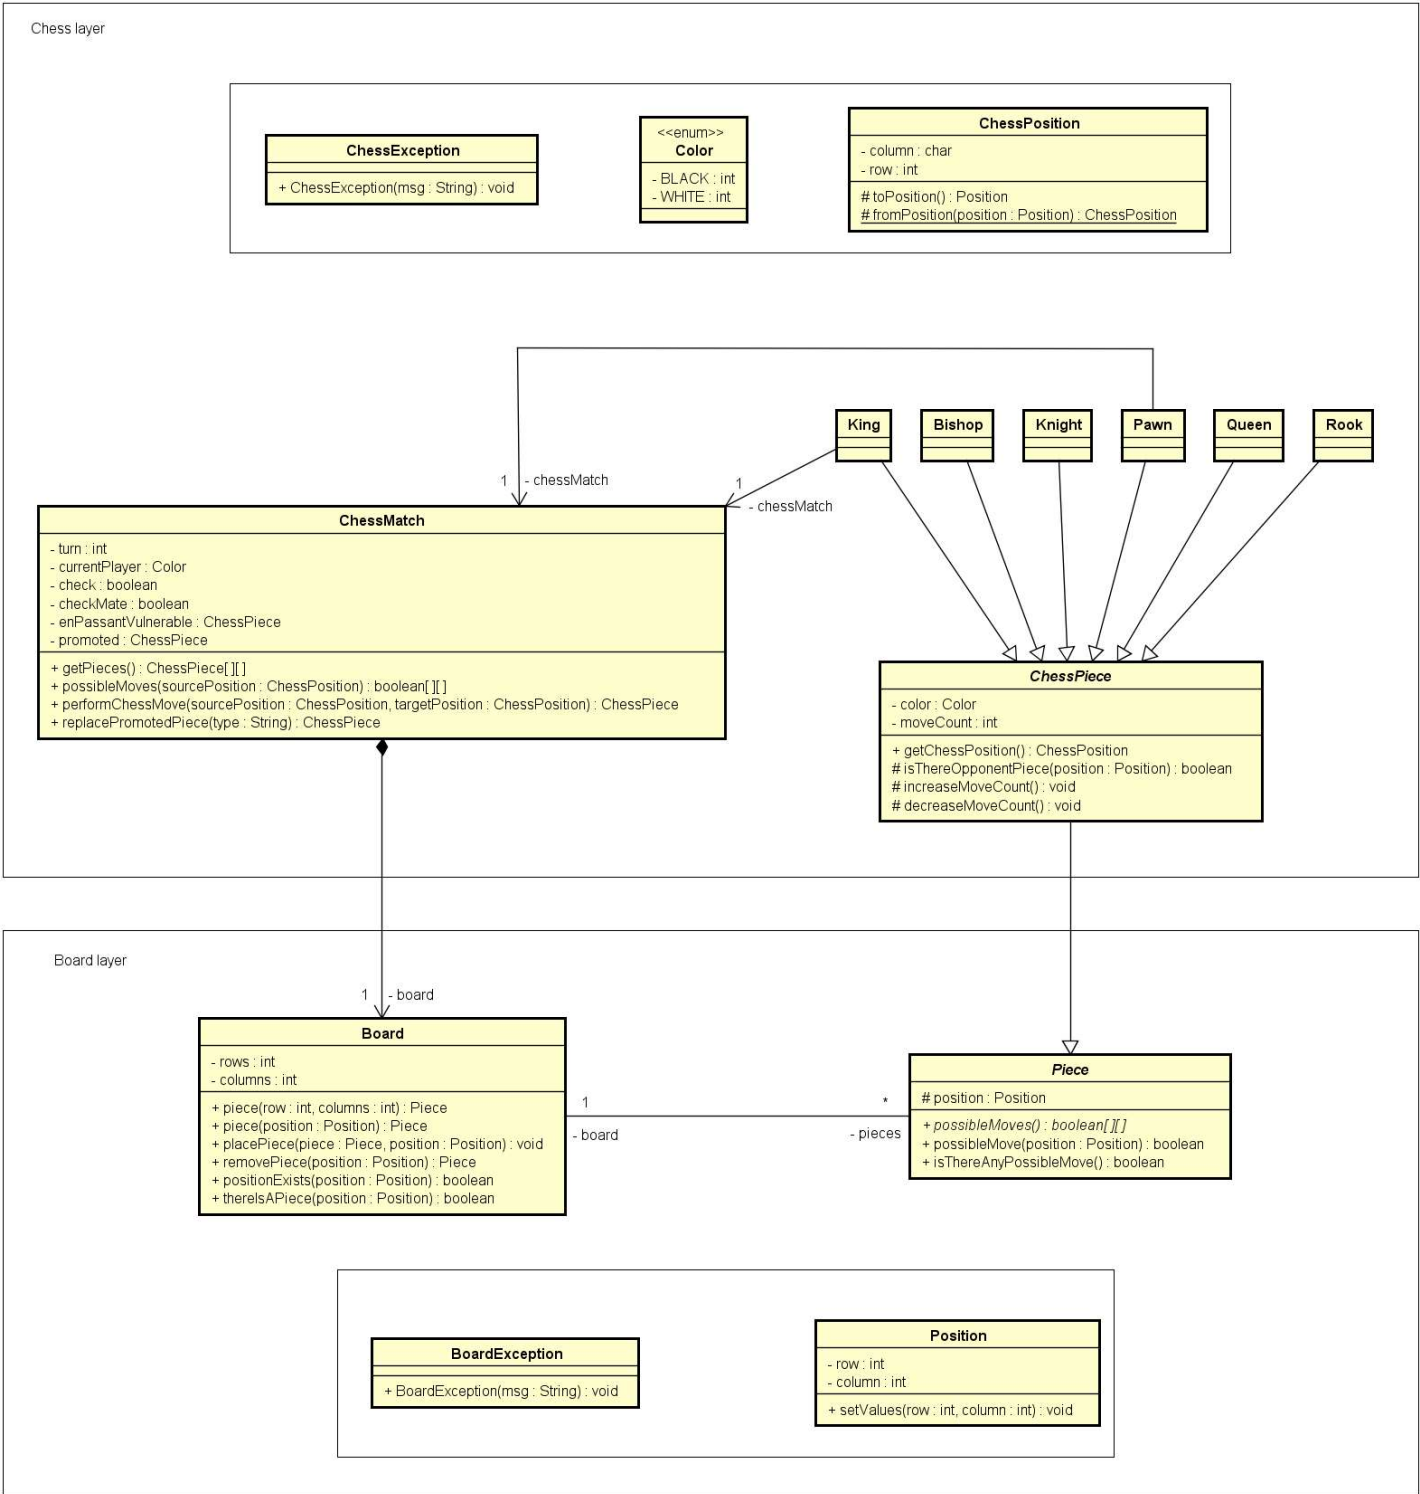 Chess layer
ChessException
+ ChessException(msg : String) : void
<<enum>>
Color
- BLACK : int
- WHITE : int
ChessPosition
- column : char
- row : int
# toPosition() : Position
# fromPosition(position : Position) : ChessPosition
King
Bishop
Knight
Pawn
Queen
Rook
1
- chessMatch
1
- chessMatch
ChessMatch
- turn : int
- currentPlayer : Color
- check : boolean
- checkMate : boolean
- enPassantVulnerable : ChessPiece
- promoted : ChessPiece
+ getPieces() : ChessPiece[ ][ ]
+ possibleMoves(sourcePosition : ChessPosition) : boolean[ ][ ]
+ performChessMove(sourcePosition : ChessPosition, targetPosition : ChessPosition) : ChessPiece
+ replacePromotedPiece(type : String) : ChessPiece
ChessPiece
- color : Color
- moveCount : int
+ getChessPosition() : ChessPosition
# isThereOpponentPiece(position : Position) : boolean
# increaseMoveCount() : void
# decreaseMoveCount() : void
Board layer
1
- board
Board
- rows : int
- columns : int
+ piece(row : int, columns : int) : Piece
+ piece(position : Position) : Piece
+ placePiece(piece : Piece, position : Position) : void
+ removePiece(position : Position) : Piece
+ positionExists(position : Position) : boolean
+ thereIsAPiece(position : Position) : boolean
1
- board
*
- pieces
Piece
# position : Position
+ possibleMoves() : boolean[ ][ ]
+ possibleMove(position : Position) : boolean
+ isThereAnyPossibleMove() : boolean
BoardException
+ BoardException(msg : String) : void
Position
- row : int
- column : int
+ setValues(row : int, column : int) : void